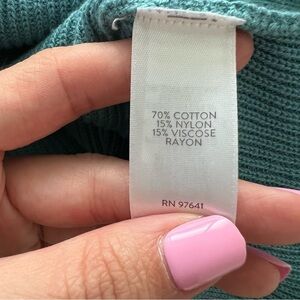 70% COTTON
15% NYLON
15% VISCOSE
RAYON
RN 97641